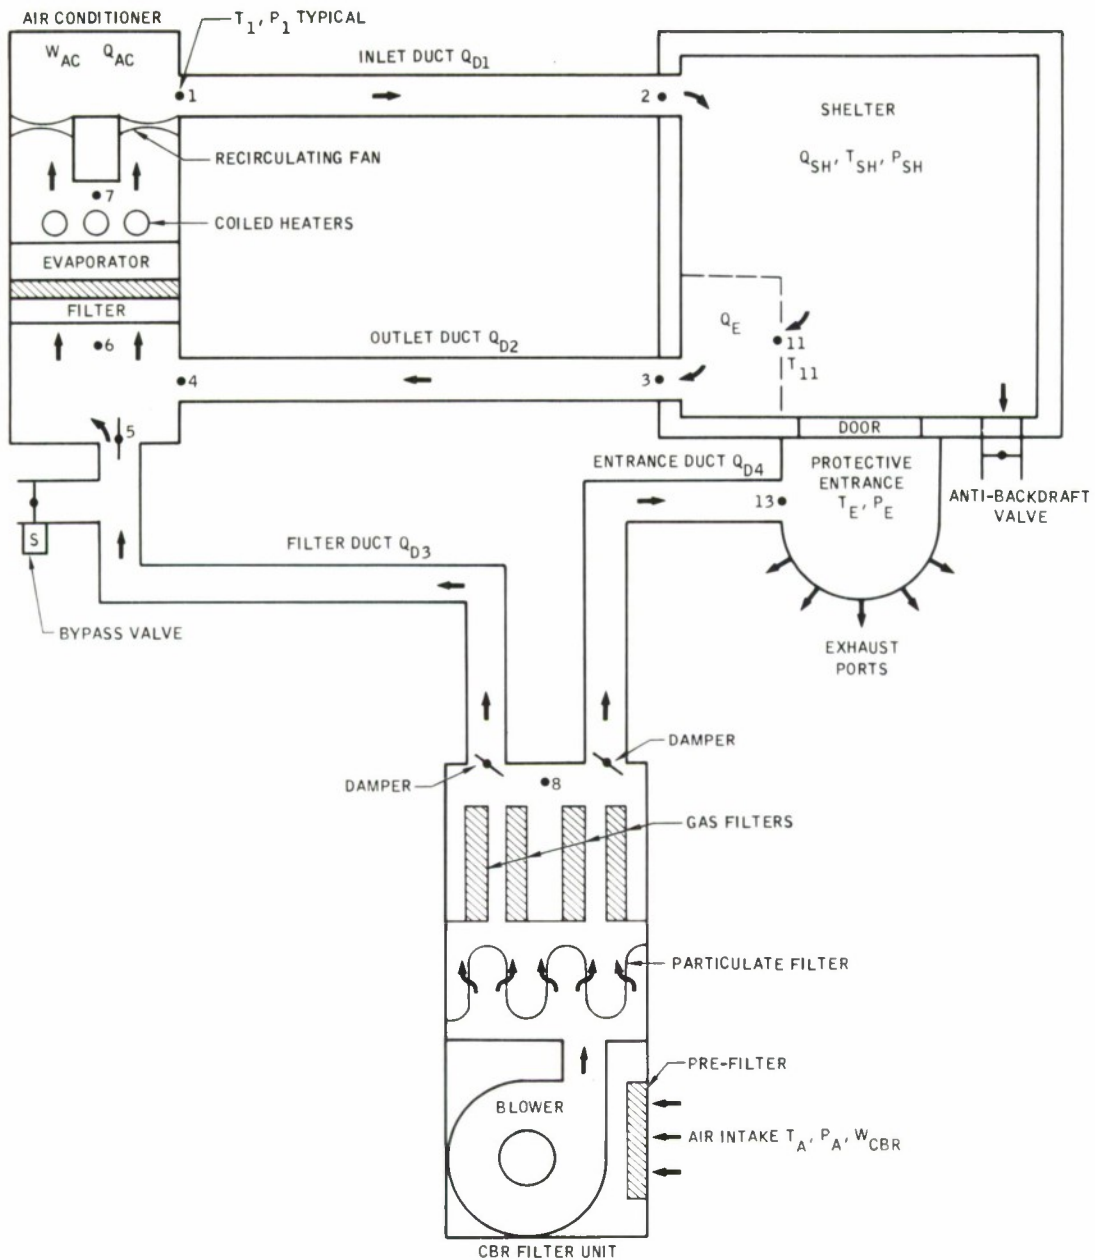 AIR CONDITIONER
T1, P1 TYPICAL
WAC QAC
INLET DUCT QD1
1
2
SHELTER
QSH, TSH, PSH
RECIRCULATING FAN
7
COILED HEATERS
EVAPORATOR
FILTER
6
OUTLET DUCT QD2
QE
11
T11
4
3
5
DOOR
ENTRANCE DUCT QD4
PROTECTIVE
ENTRANCE
TE, PE
13
ANTI-BACKDRAFT
VALVE
S
FILTER DUCT QD3
BYPASS VALVE
EXHAUST
PORTS
DAMPER
DAMPER
8
GAS FILTERS
PARTICULATE FILTER
PRE-FILTER
BLOWER
AIR INTAKE TA, PA, WCBR
CBR FILTER UNIT